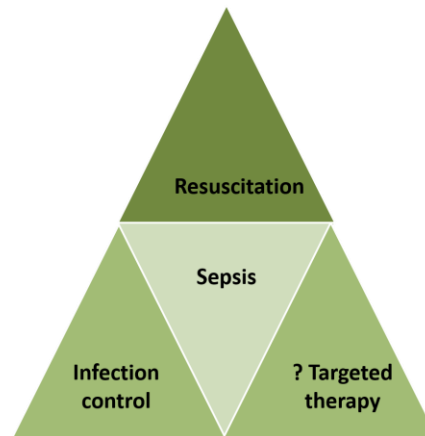 Resuscitation
Sepsis
Infection
control
? Targeted
therapy